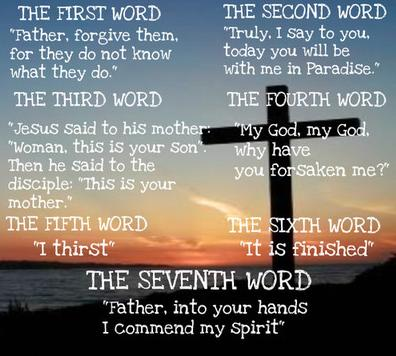 THE FIRST WORD
"Father, forgive them,
for they do not know
what they do."
THE SECOND WORD
"Truly, I say to you,
today you will be
with me in Paradise."
THE THIRD WORD
"Jesus said to his mother:
"Woman, this is your son".
Then he said to the
disciple: "This is your
mother."
THE FOURTH WORD
"My God, my God,
why have
you forsaken me?"
THE FIFTH WORD
"I thirst"
THE SIXTH WORD
"It is finished"
THE SEVENTH WORD
"Father, into your hands
I commend my spirit"